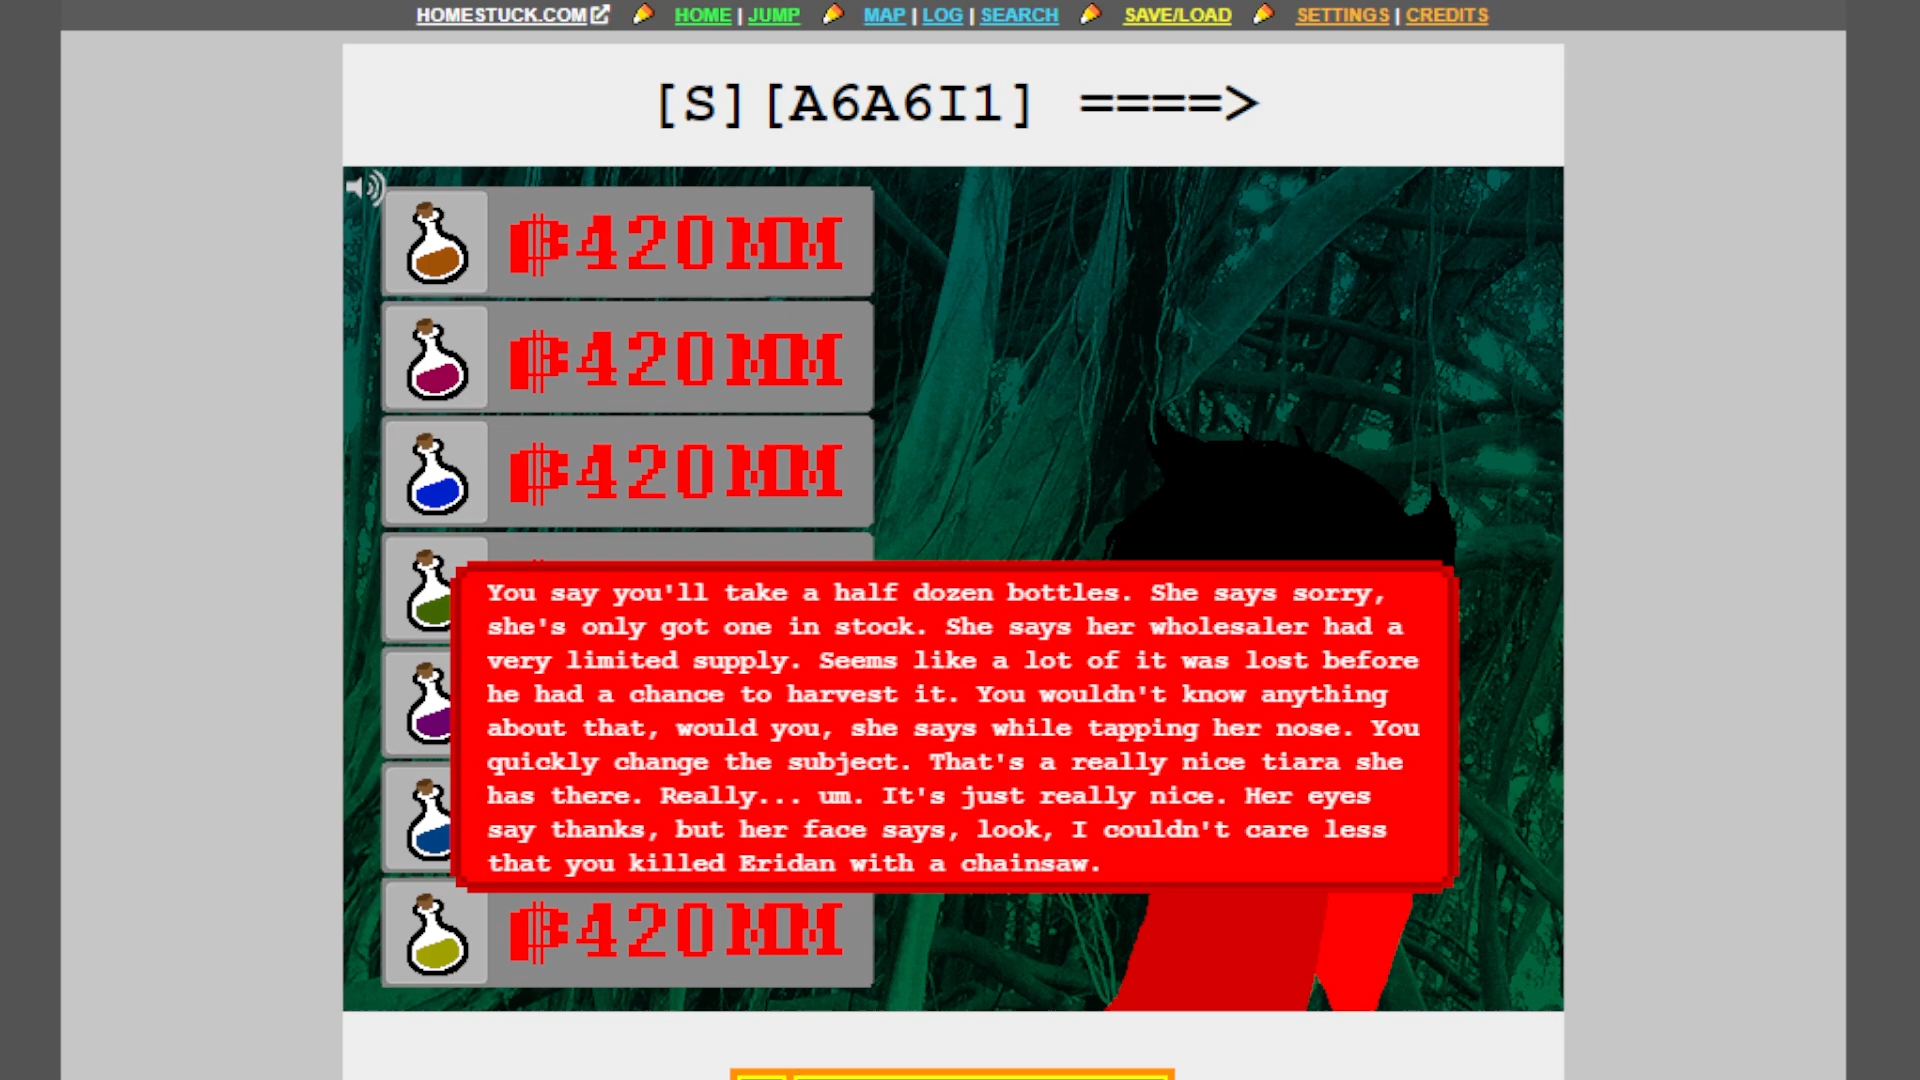 HOMESTUCK.COM HOME | JUMP MAP | LOG | SEARCH SAVE/LOAD SETTINGS | CREDITS
[S][A6A6I1] ====>
420MM
420MM
420MM
You say you'll take a half dozen bottles. She says sorry,
she's only got one in stock. She says her wholesaler had a
very limited supply. Seems like a lot of it was lost before
he had a chance to harvest it. You wouldn't know anything
about that, would you, she says while tapping her nose. You
quickly change the subject. That's a really nice tiara she
has there. Really... um. It's just really nice. Her eyes
say thanks, but her face says, look, I couldn't care less
that you killed Eridan with a chainsaw.
420MM